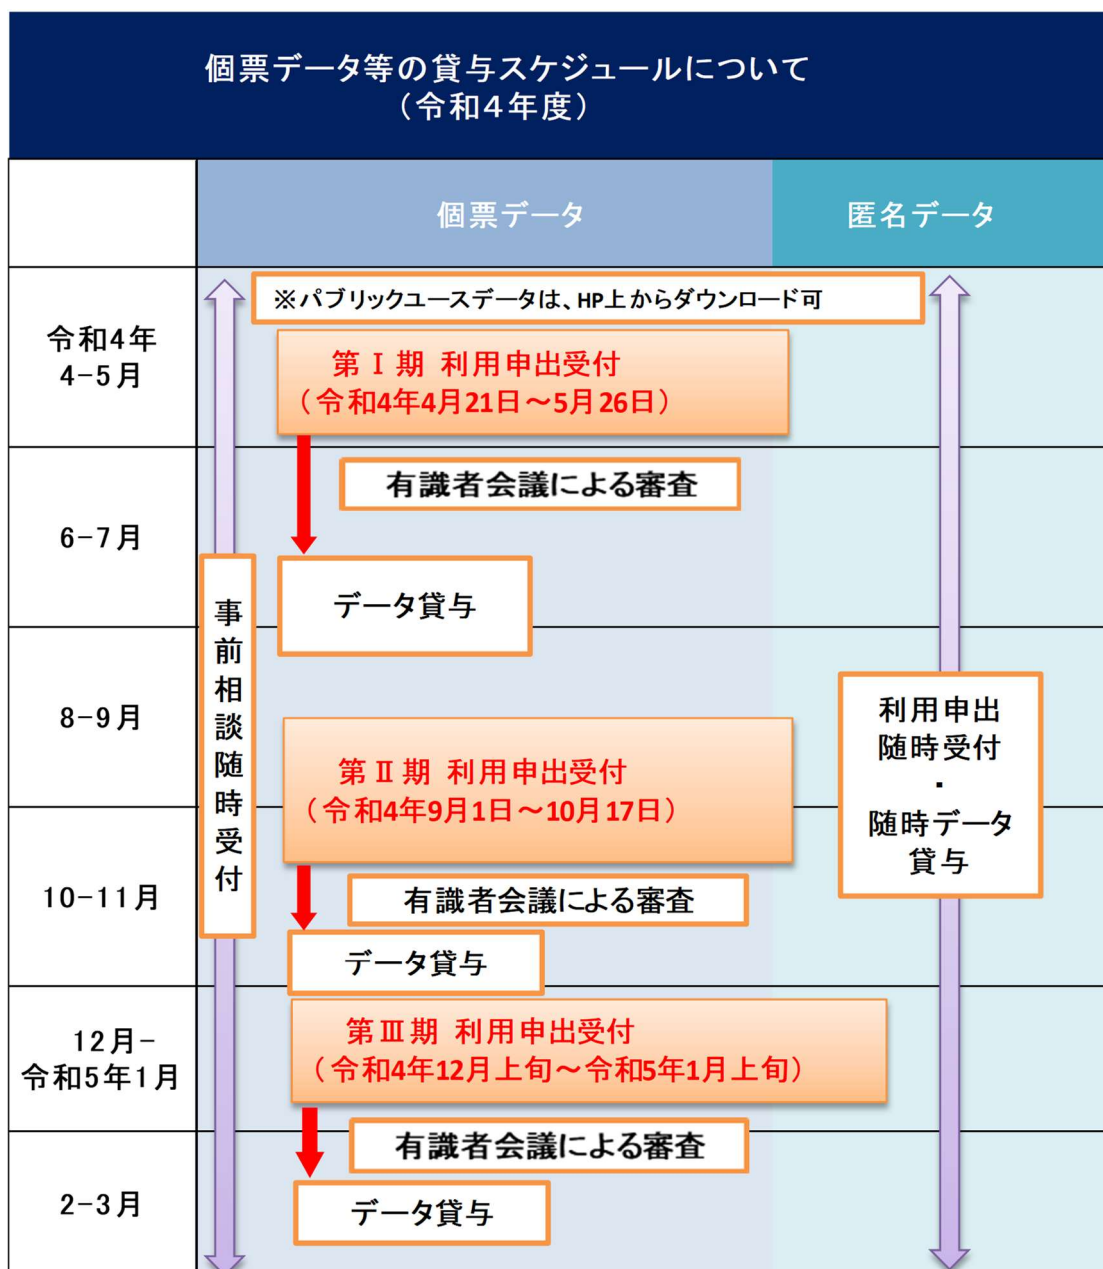 個票データ等の貸与スケジュールについて
（令和４年度）
個票データ
匿名データ
※パブリックユースデータは、HP上からダウンロード可
令和4年
4−5月
第Ⅰ期 利用申出受付
（令和4年4月21日～5月26日）
有識者会議による審査
6−7月
データ貸与
事前相談随時受付
8−9月
第Ⅱ期 利用申出受付
（令和4年9月1日～10月17日）
利用申出
随時受付
・
随時データ
貸与
10−11月
有識者会議による審査
データ貸与
12月−
令和5年1月
第Ⅲ期 利用申出受付
（令和4年12月上旬～令和5年1月上旬）
有識者会議による審査
2−3月
データ貸与